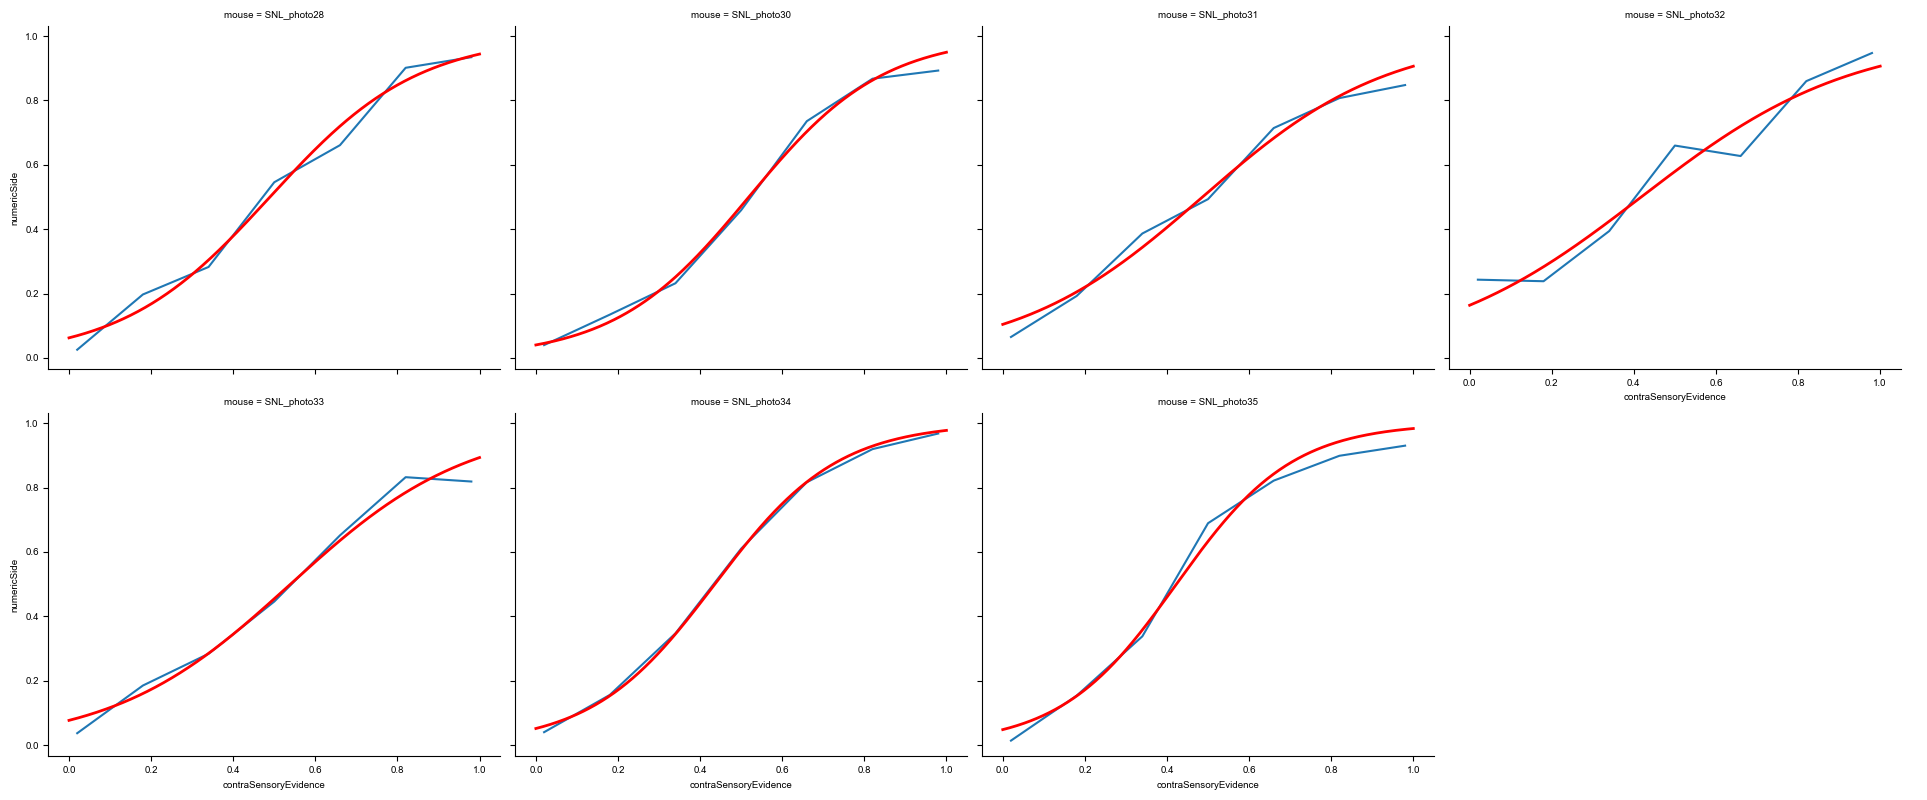 mouse = SNL_photo28
mouse = SNL_photo30
mouse = SNL_photo31
mouse = SNL_photo32
1.0
0.8
0.6
0.4
0.2
0.0
numericSide
0.0 0.2 0.4 0.6 0.8 1.0
contraSensoryEvidence
mouse = SNL_photo33
mouse = SNL_photo34
mouse = SNL_photo35
1.0
0.8
0.6
0.4
0.2
0.0
numericSide
0.0 0.2 0.4 0.6 0.8 1.0
contraSensoryEvidence
0.0 0.2 0.4 0.6 0.8 1.0
contraSensoryEvidence
0.0 0.2 0.4 0.6 0.8 1.0
contraSensoryEvidence